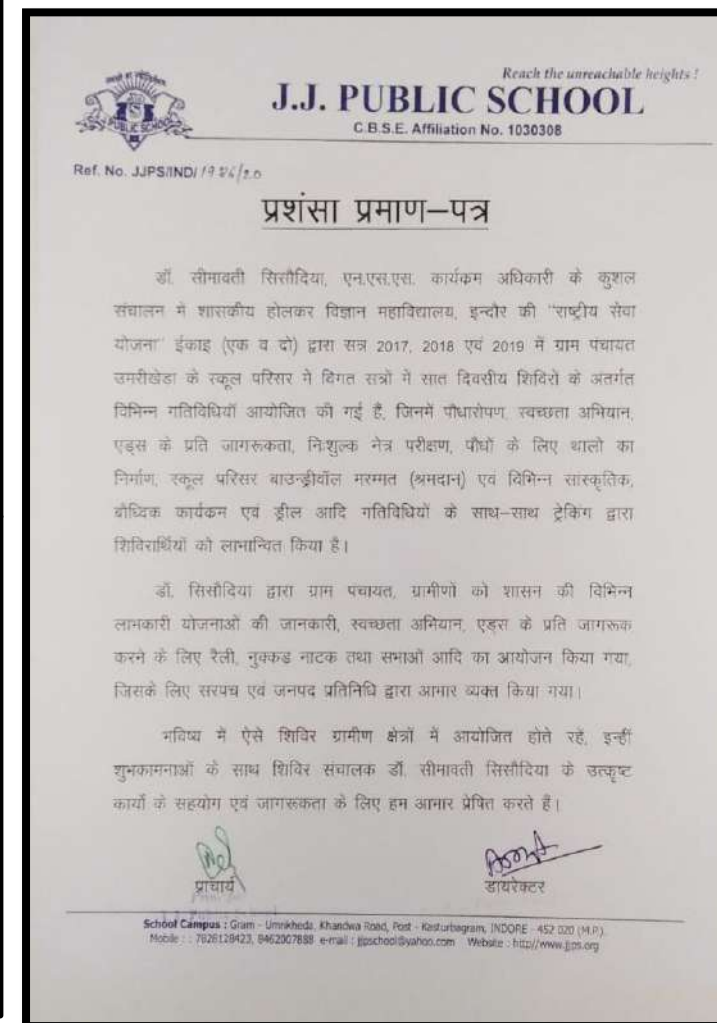 Reach the unreachable heights !
J.J. PUBLIC SCHOOL
C.B.S.E. Affiliation No. 1030308
PUBLIC SCHOOL
Ref. No. JJPS/IND/
प्रशंसा प्रमाण–पत्र
डॉ. सीमावती सिसौदिया, एन.एस.एस. कार्यक्रम अधिकारी के कुशल
संचालन में शासकीय होलकर विज्ञान महाविद्यालय, इन्दौर की "राष्ट्रीय सेवा
योजना" ईकाइ (एक व दो) द्वारा सत्र 2017, 2018 एवं 2019 में ग्राम पंचायत
उमरीखेडा के स्कूल परिसर मे विगत सत्रों में सात दिवसीय शिविरो के अंतर्गत
विभिन्न गतिविधियॉ आयोजित की गई है, जिनमें पौधारोपण, स्वच्छता अभियान,
एड्स के प्रति जागरूकता, निःशुल्क नेत्र परीक्षण, पौधों के लिए थालो का
निर्माण, स्कूल परिसर बाउन्ड्रीवॉल मरम्मत (श्रमदान) एवं विभिन्न सांस्कृतिक,
बौध्दिक कार्यक्रम एवं ड्रील आदि गतिविधियों के साथ–साथ ट्रेकिंग द्वारा
शिविरार्थियों को लाभान्वित किया है।
डॉ. सिसौदिया द्वारा ग्राम पंचायत, ग्रामीणों को शासन की विभिन्न
लाभकारी योजनाओं की जानकारी, स्वच्छता अभियान, एड्स के प्रति जागरूक
करने के लिए रैली, नुक्कड नाटक तथा सभाओं आदि का आयोजन किया गया,
जिसके लिए सरपंच एवं जनपद प्रतिनिधि द्वारा आभार व्यक्त किया गया।
भविष्य में ऐसे शिविर ग्रामीण क्षेत्रों में आयोजित होते रहें, इन्हीं
शुभकामनाओं के साथ शिविर संचालक डॉ. सीमावती सिसौदिया के उत्कृष्ट
कार्यो के सहयोग एवं जागरूकता के लिए हम आभार प्रेषित करते है।
प्राचार्य डायरेक्टर
School Campus : Gram - Umrikheda, Khandwa Road, Post - Kasturbagram, INDORE - 452 020 (M.P.).
Mobile : : 7828128423, 9462007888 e-mail : jjpschool@yahoo.com Website : http//www.jjps.org